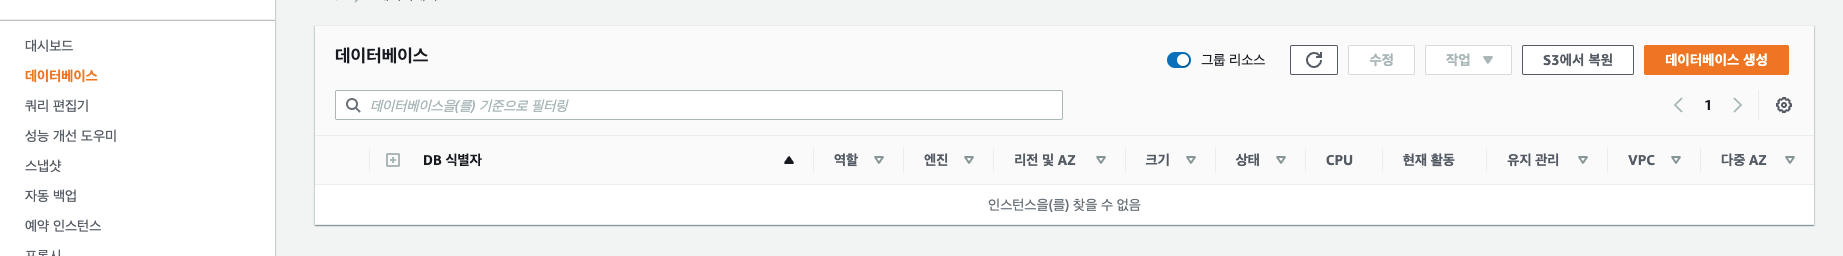 대시보드
데이터베이스
쿼리 편집기
성능 개선 도우미
스냅샷
자동 백업
예약 인스턴스
데이터베이스
그룹 리소스
수정
작업
S3에서 복원
데이터베이스 생성
데이터베이스을(를) 기준으로 필터링
1
DB 식별자 역할 엔진 리전 및 AZ 크기 상태 CPU 현재 활동 유지 관리 VPC 다중 AZ
인스턴스을(를) 찾을 수 없음